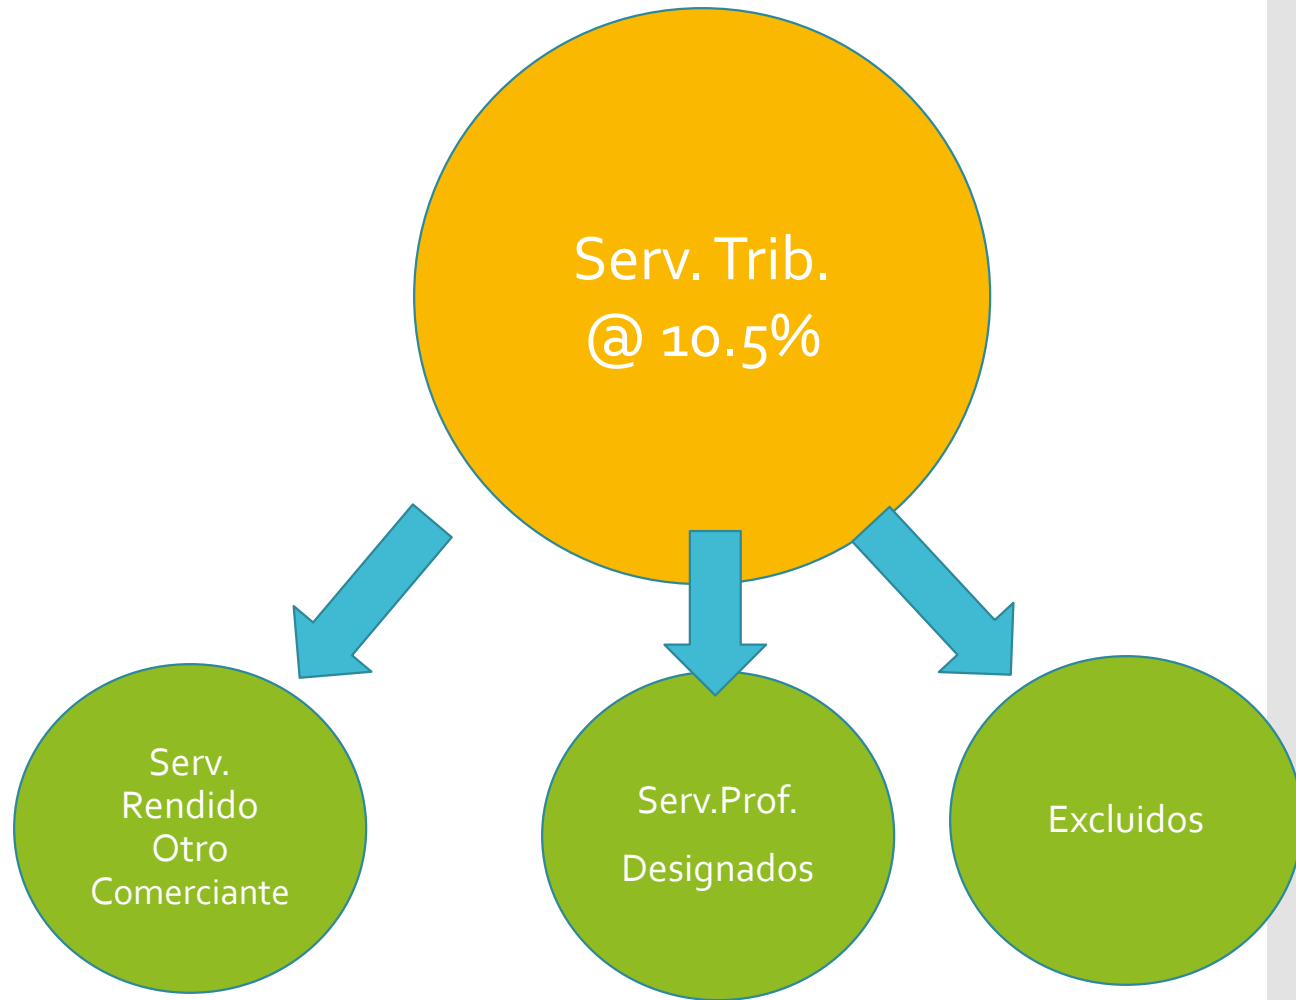 Serv. Trib.
@ 10.5%
Serv.
Rendido
Otro
Comerciante
Serv.Prof.
Designados
Excluidos